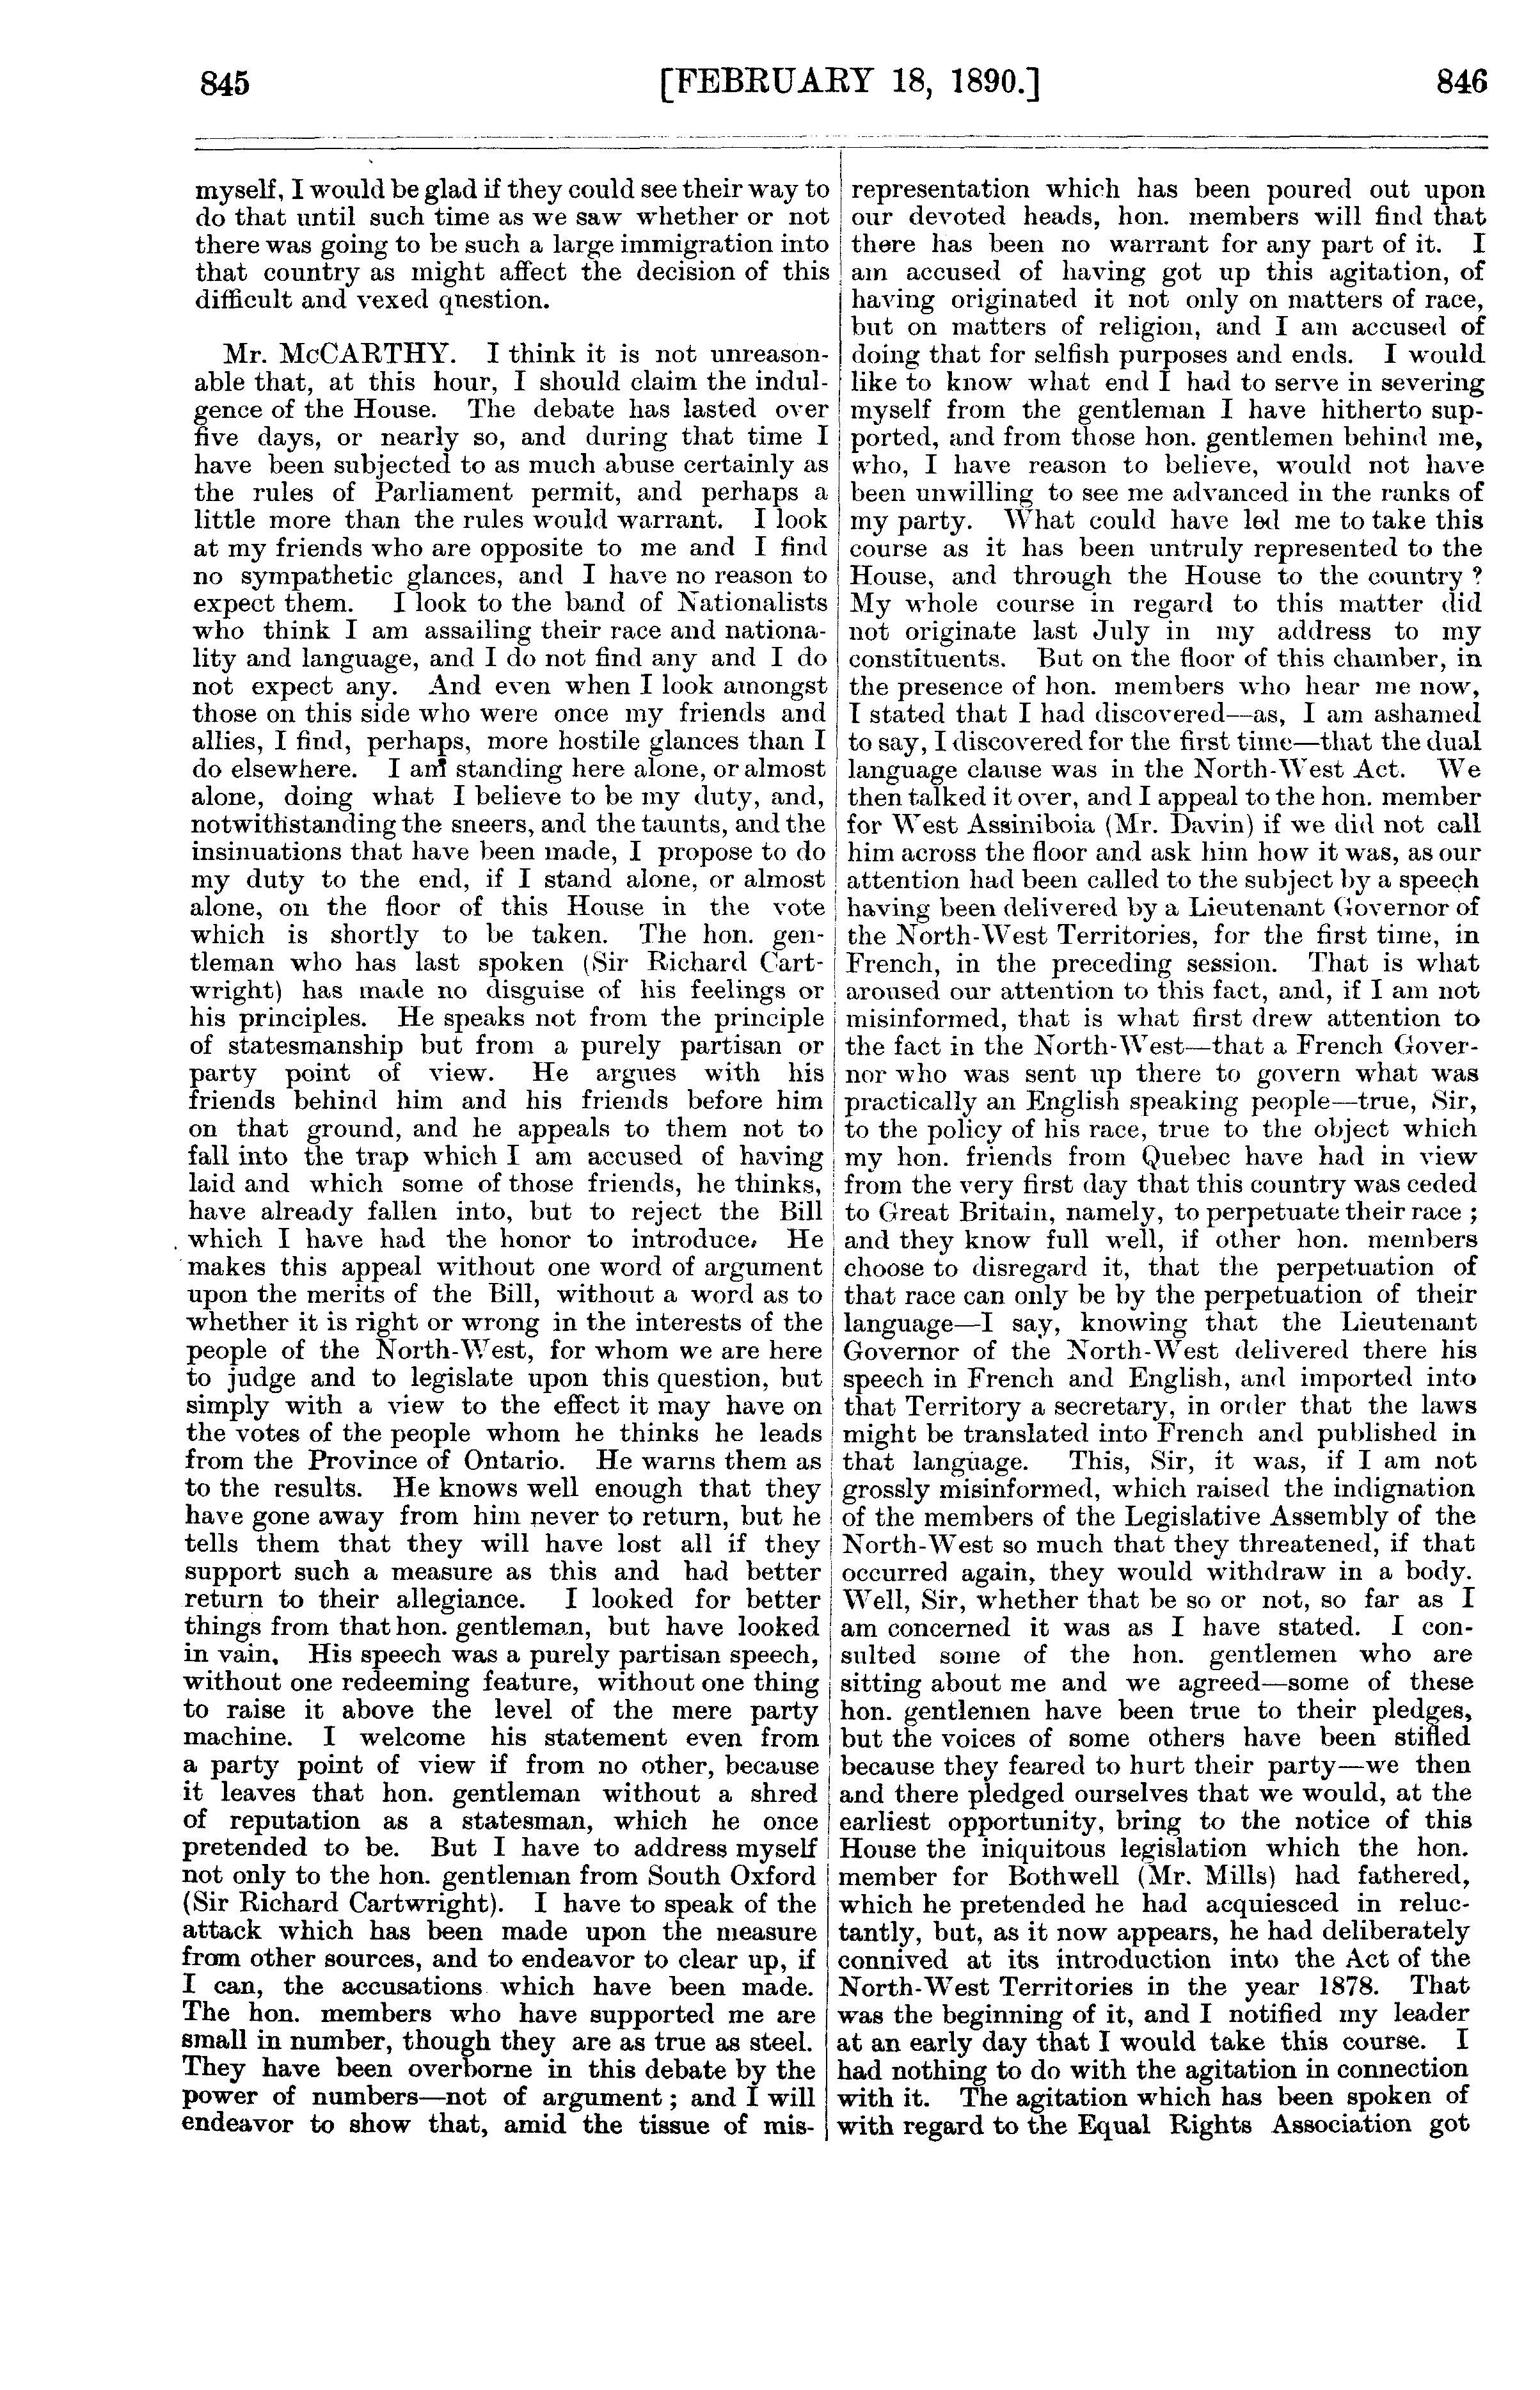 845 [FEBRUARY 18, 1890.] 846
myself, I would be glad if they could see their way to
do that until such time as we saw whether or not
there was going to be such a large immigration into
that country as might affect the decision of this
difficult and vexed question.
Mr. McCARTHY. I think it is not unreason-
able that, at this hour, I should claim the indul-
gence of the House. The debate has lasted over
five days, or nearly so, and during that time I
have been subjected to as much abuse certainly as
the rules of Parliament permit, and perhaps a
little more than the rules would warrant. I look
at my friends who are opposite to me and I find
no sympathetic glances, and I have no reason to
expect them. I look to the band of Nationalists
who think I am assailing their race and nationa-
lity and language, and I do not find any and I do
not expect any. And even when I look amongst
those on this side who were once my friends and
allies, I find, perhaps, more hostile glances than I
do elsewhere. I am standing here alone, or almost
alone, doing what I believe to be my duty, and,
notwithstanding the sneers, and the taunts, and the
insinuations that have been made, I propose to do
my duty to the end, if I stand alone, or almost
alone, on the floor of this House in the vote
which is shortly to be taken. The hon. gen-
tleman who has last spoken (Sir Richard Cart-
wright) has made no disguise of his feelings or
his principles. He speaks not from the principle
of statesmanship but from a purely partisan or
party point of view. He argues with his
friends behind him and his friends before him
on that ground, and he appeals to them not to
fall into the trap which I am accused of having
laid and which some of those friends, he thinks,
have already fallen into, but to reject the Bill
which I have had the honor to introduce. He
makes this appeal without one word of argument
upon the merits of the Bill, without a word as to
whether it is right or wrong in the interests of the
people of the North-West, for whom we are here
to judge and to legislate upon this question, but
simply with a view to the effect it may have on
the votes of the people whom he thinks he leads
from the Province of Ontario. He warns them as
to the results. He knows well enough that they
have gone away from him never to return, but he
tells them that they will have lost all if they
support such a measure as this and had better
return to their allegiance. I looked for better
things from that hon. gentleman, but have looked
in vain. His speech was a purely partisan speech,
without one redeeming feature, without one thing
to raise it above the level of the mere party
machine. I welcome his statement even from
a party point of view if from no other, because
it leaves that hon. gentleman without a shred
of reputation as a statesman, which he once
pretended to be. But I have to address myself
not only to the hon. gentleman from South Oxford
(Sir Richard Cartwright). I have to speak of the
attack which has been made upon the measure
from other sources, and to endeavor to clear up, if
I can, the accusations which have been made.
The hon. members who have supported me are
small in number, though they are as true as steel.
They have been overborne in this debate by the
power of numbers—not of argument; and I will
endeavor to show that, amid the tissue of mis-
representation which has been poured out upon
our devoted heads, hon. members will find that
there has been no warrant for any part of it. I
am accused of having got up this agitation, of
having originated it not only on matters of race,
but on matters of religion, and I am accused of
doing that for selfish purposes and ends. I would
like to know what end I had to serve in severing
myself from the gentleman I have hitherto sup-
ported, and from those hon. gentlemen behind me,
who, I have reason to believe, would not have
been unwilling to see me advanced in the ranks of
my party. What could have led me to take this
course as it has been untruly represented to the
House, and through the House to the country ?
My whole course in regard to this matter did
not originate last July in my address to my
constituents. But on the floor of this chamber, in
the presence of hon. members who hear me now,
I stated that I had discovered—as, I am ashamed
to say, I discovered for the first time—that the dual
language clause was in the North-West Act. We
then talked it over, and I appeal to the hon. member
for West Assiniboia (Mr. Davin) if we did not call
him across the floor and ask him how it was, as our
attention had been called to the subject by a speech
having been delivered by a Lieutenant Governor of
the North-West Territories, for the first time, in
French, in the preceding session. That is what
aroused our attention to this fact, and, if I am not
misinformed, that is what first drew attention to
the fact in the North-West—that a French Gover-
nor who was sent up there to govern what was
practically an English speaking people—true, Sir,
to the policy of his race, true to the object which
my hon. friends from Quebec have had in view
from the very first day that this country was ceded
to Great Britain, namely, to perpetuate their race ;
and they know full well, if other hon. members
choose to disregard it, that the perpetuation of
that race can only be by the perpetuation of their
language—I say, knowing that the Lieutenant
Governor of the North-West delivered there his
speech in French and English, and imported into
that Territory a secretary, in order that the laws
might be translated into French and published in
that language. This, Sir, it was, if I am not
grossly misinformed, which raised the indignation
of the members of the Legislative Assembly of the
North-West so much that they threatened, if that
occurred again, they would withdraw in a body.
Well, Sir, whether that be so or not, so far as I
am concerned it was as I have stated. I con-
sulted some of the hon. gentlemen who are
sitting about me and we agreed—some of these
hon. gentlemen have been true to their pledges,
but the voices of some others have been stifled
because they feared to hurt their party—we then
and there pledged ourselves that we would, at the
earliest opportunity, bring to the notice of this
House the iniquitous legislation which the hon.
member for Bothwell (Mr. Mills) had fathered,
which he pretended he had acquiesced in reluc-
tantly, but, as it now appears, he had deliberately
connived at its introduction into the Act of the
North-West Territories in the year 1878. That
was the beginning of it, and I notified my leader
at an early day that I would take this course. I
had nothing to do with the agitation in connection
with it. The agitation which has been spoken of
with regard to the Equal Rights Association got